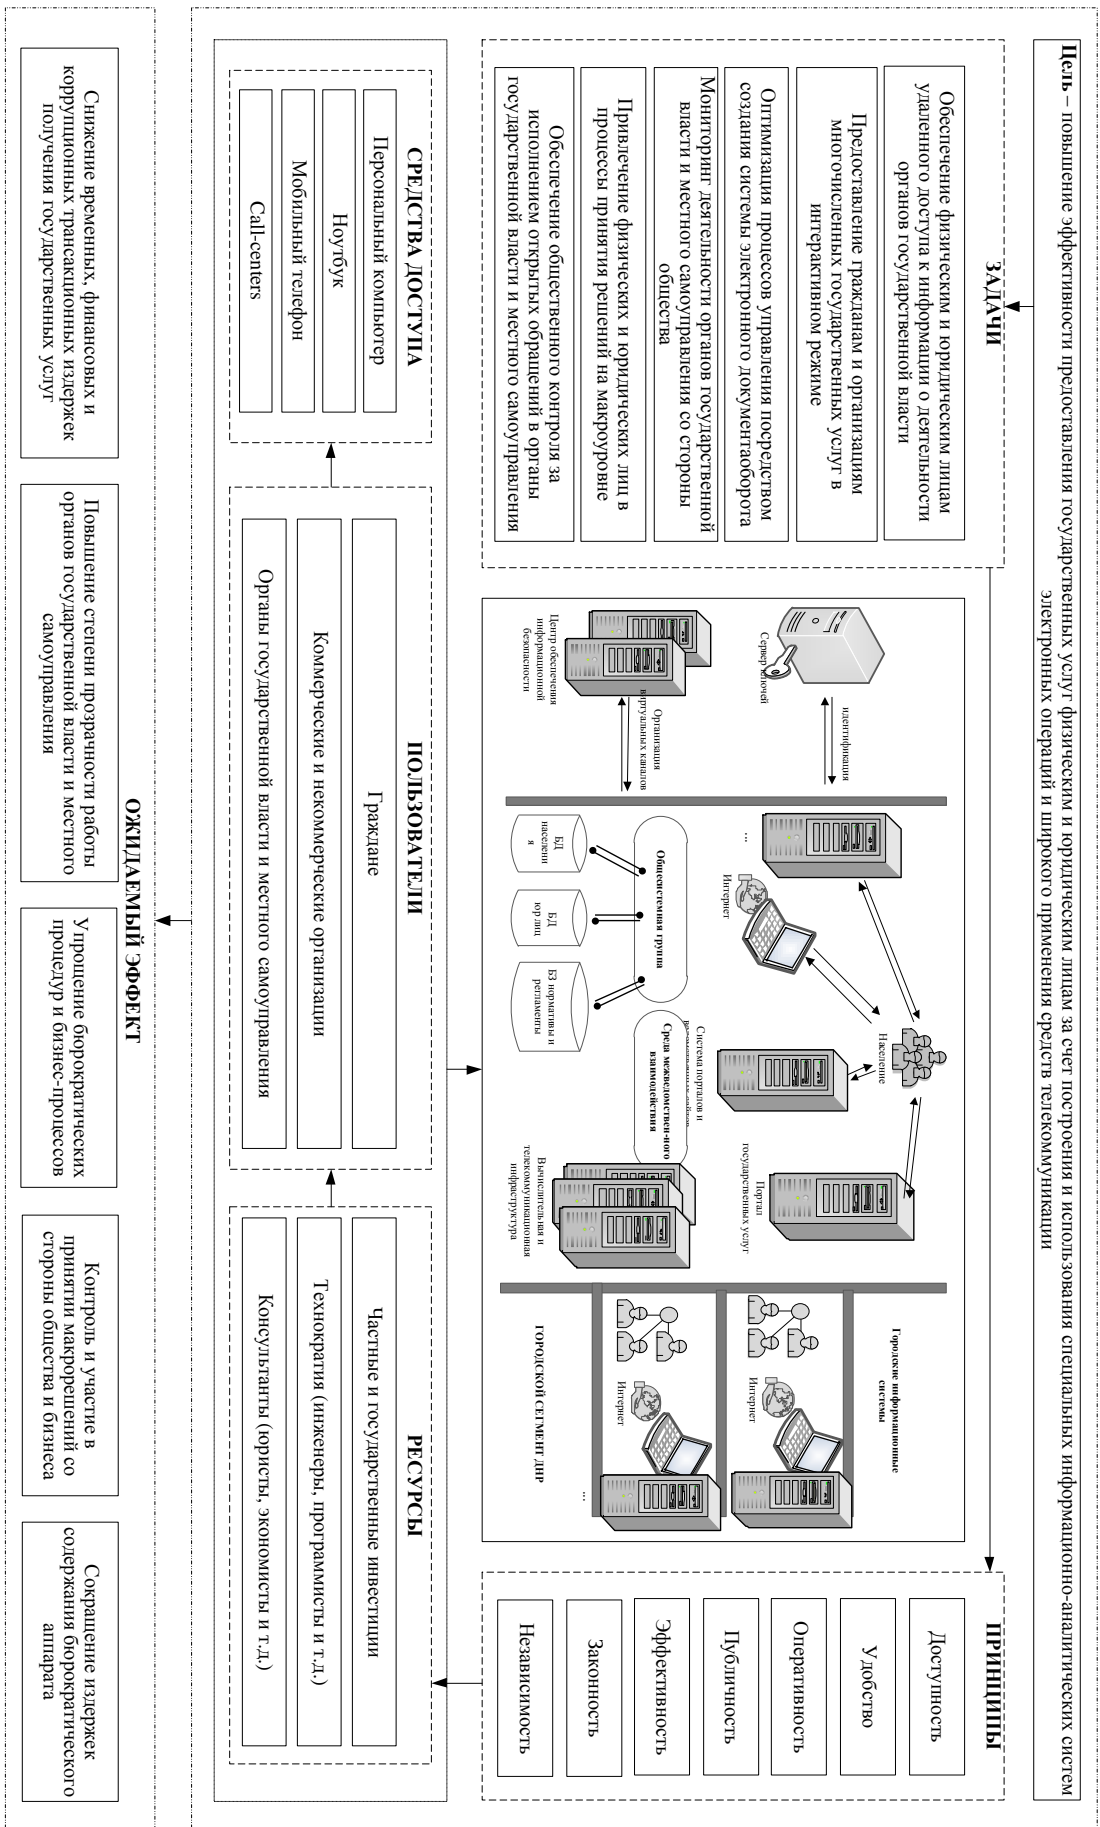 Цель – повышение эффективности предоставления государственных услуг физическим и юридическим лицам за счет построения и использования специальных информационно-аналитических систем
электронных операций и широкого применения средств телекоммуникации
ЗАДАЧИ
Обеспечение физическим и юридическим лицам
удаленного доступа к информации о деятельности
органов государственной власти
Предоставление гражданам и организациям
многочисленных государственных услуг в
интерактивном режиме
Оптимизация процессов управления посредством
создания системы электронного документаоборота
Мониторинг деятельности органов государственной
власти и местного самоуправления со стороны
общества
Привлечение физических и юридических лиц в
процессы принятия решений на макроуровне
Обеспечение общественного контроля за
исполнением открытых обращений в органы
государственной власти и местного самоуправления
Сервер ключей
идентификация
Центр обеспечения
информационной
безопасности
Организация
виртуальных каналов
...
Интернет
Население
Система порталов и
Портал
государственных услуг
Общесистемная группа
БД
населени
я
БД
юр лиц
БЗ нормативы и
регламенты
Среда межведомствен-ного
взаимодействия
Вычислительная и
телекоммуникационная
инфраструктура
Городские информационные
системы
Интернет
Интернет
...
ГОРОДСКОЙ СЕГМЕНТ ДНР
ПРИНЦИПЫ
Доступность
Удобство
Оперативность
Публичность
Эффективность
Законность
Независимость
СРЕДСТВА ДОСТУПА
Персональный компьютер
Ноутбук
Мобильный телефон
Call-centers
ПОЛЬЗОВАТЕЛИ
Граждане
Коммерческие и некоммерческие организации
Органы государственной власти и местного самоуправления
РЕСУРСЫ
Частные и государственные инвестиции
Технократия (инженеры, программисты и т.д.)
Консультанты (юристы, экономисты и т.д.)
ОЖИДАЕМЫЙ ЭФФЕКТ
Снижение временных, финансовых и
коррупционных трансакционных издержек
получения государственных услуг
Повышение степени прозрачности работы
органов государственной власти и местного
самоуправления
Упрощение бюрократических
процедур и бизнес-процессов
Контроль и участие в
принятии макрорешений со
стороны общества и бизнеса
Сокращение издержек
содержания бюрократического
аппарата